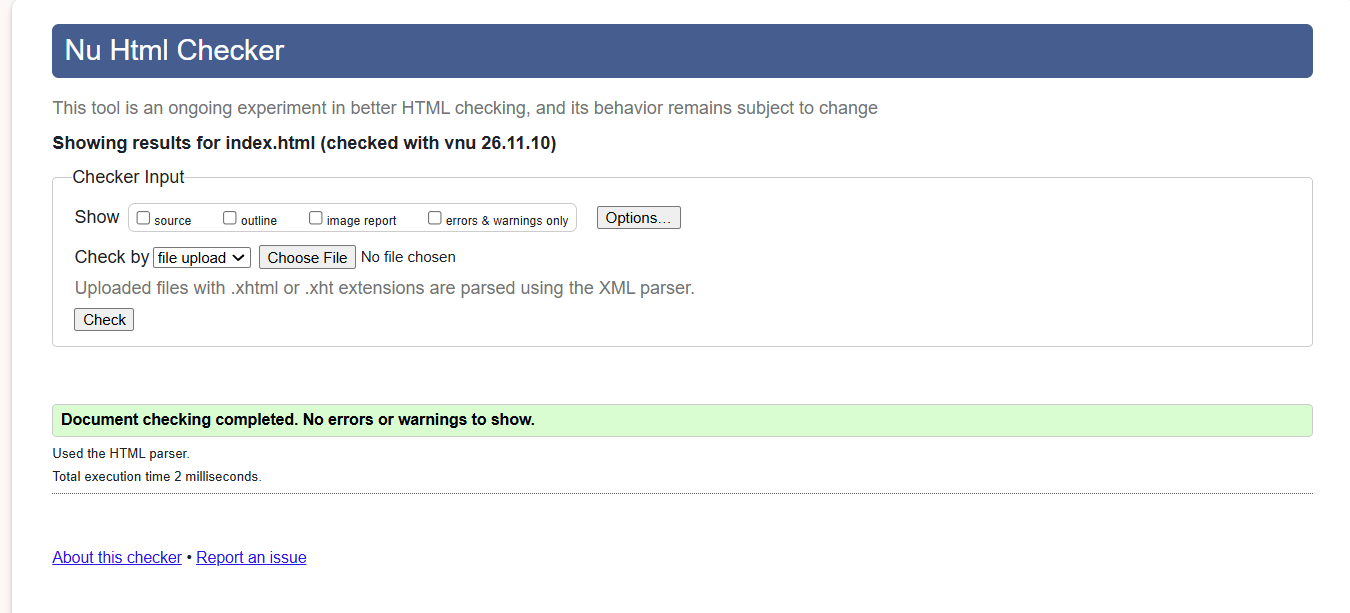 Nu Html Checker
This tool is an ongoing experiment in better HTML checking, and its behavior remains subject to change
Showing results for index.html (checked with vnu 26.11.10)
Checker Input
Show source outline image report errors & warnings only Options...
Check by file upload Choose File No file chosen
Uploaded files with .xhtml or .xht extensions are parsed using the XML parser.
Check
Document checking completed. No errors or warnings to show.
Used the HTML parser.
Total execution time 2 milliseconds.
About this checker • Report an issue